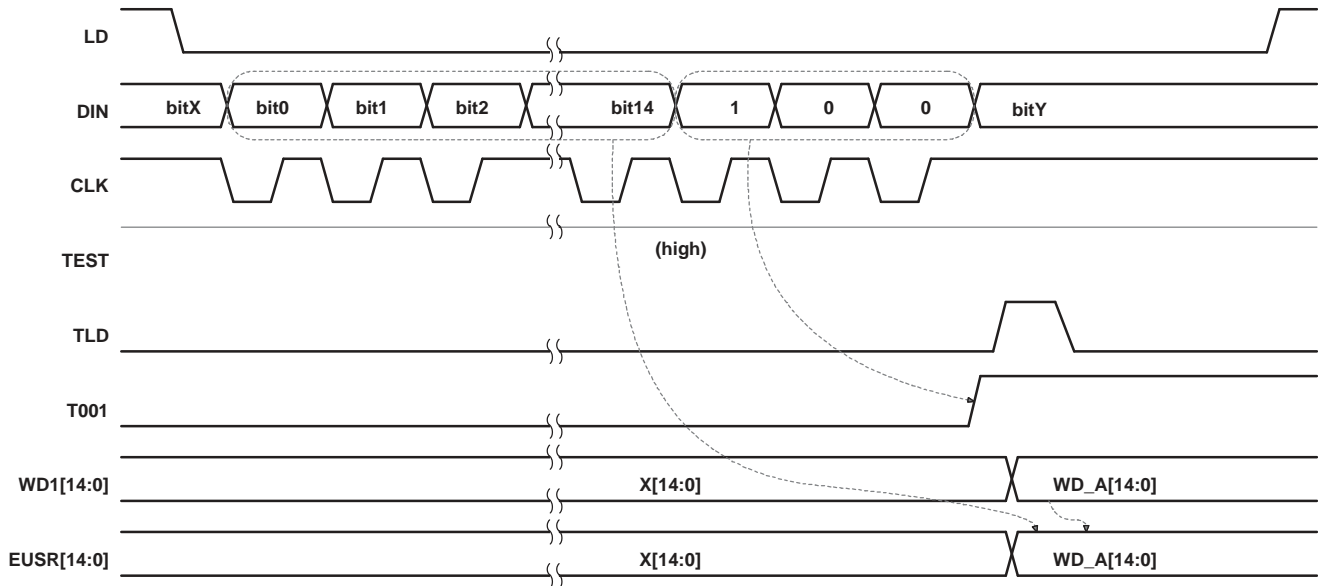 LD
DIN bitX bit0 bit1 bit2 bit14 1 0 0 bitY
CLK
(high)
TEST
TLD
T001
WD1[14:0] X[14:0] WD_A[14:0]
EUSR[14:0] X[14:0] WD_A[14:0]